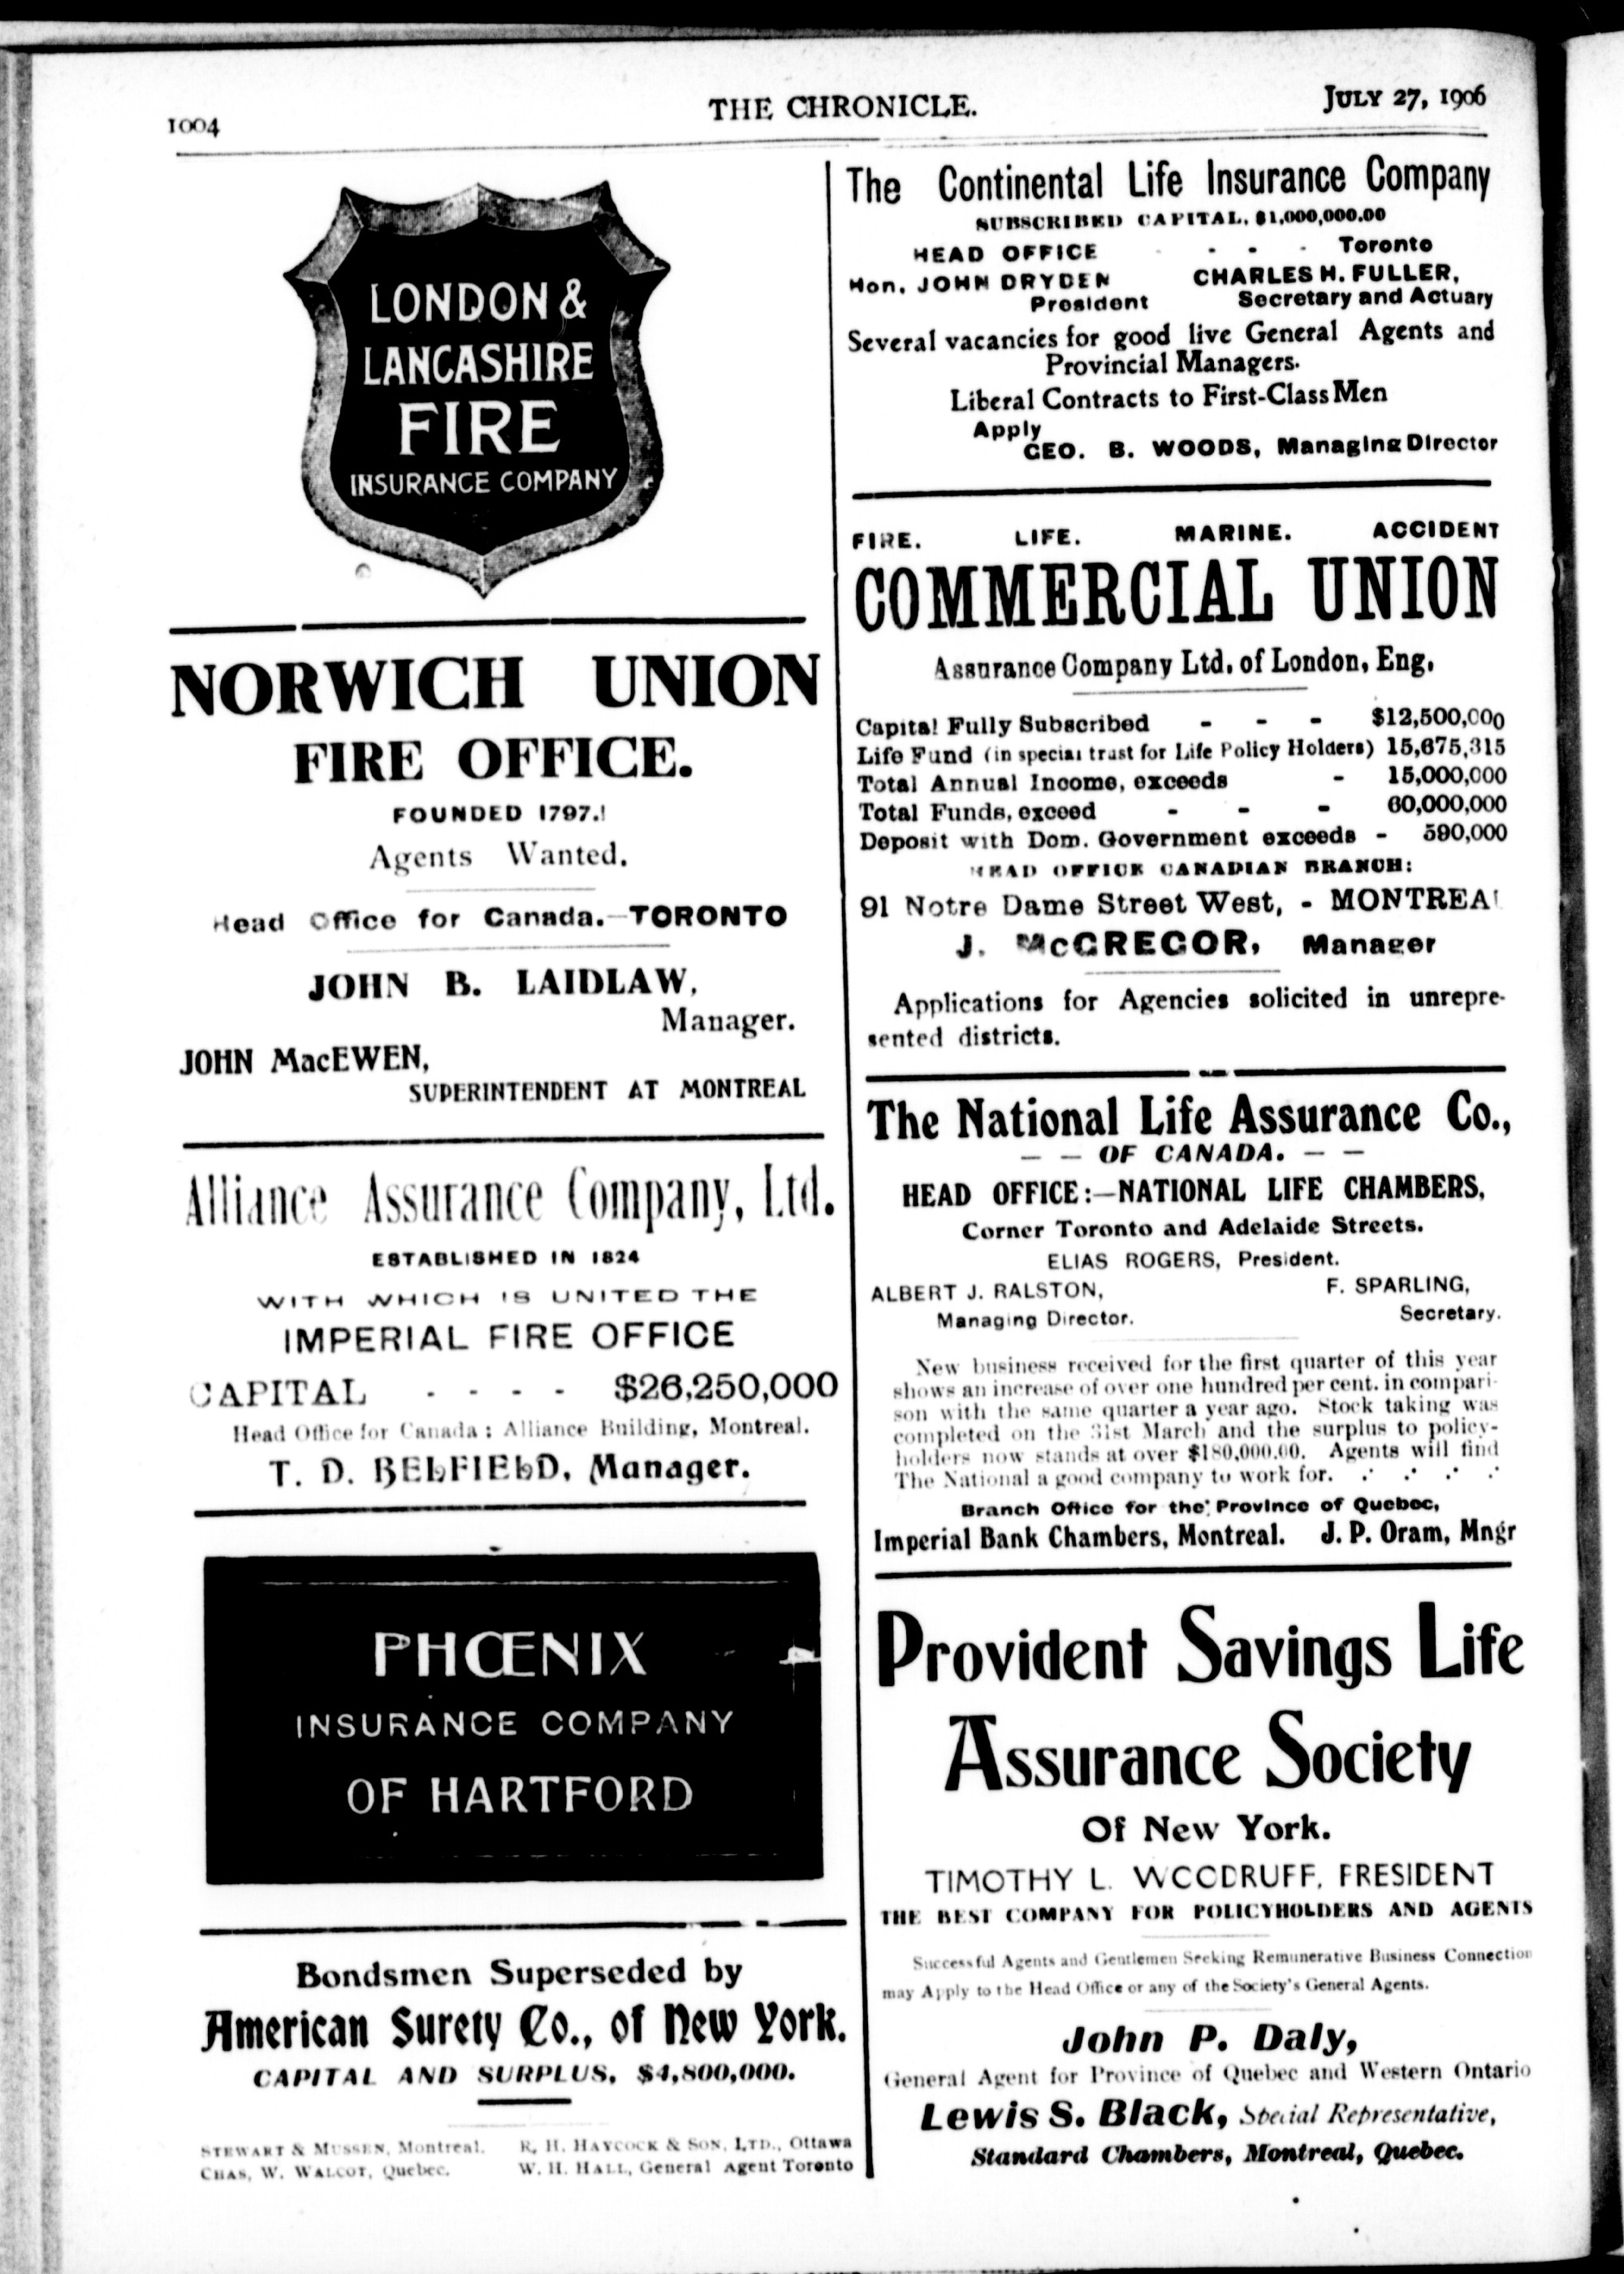 1004
THE CHRONICLE.
JULY 27, 1906
LONDON &
LANCASHIRE
FIRE
INSURANCE COMPANY
NORWICH UNION
FIRE OFFICE.
FOUNDED 1797.
Agents Wanted.
Head Office for Canada.—TORONTO
JOHN B. LAIDLAW,
Manager.
JOHN MacEWEN,
SUPERINTENDENT AT MONTREAL
Alliance Assurance Company, Ltd.
ESTABLISHED IN 1824
WITH WHICH IS UNITED THE
IMPERIAL FIRE OFFICE
CAPITAL - - - - $26,250,000
Head Office for Canada: Alliance Building, Montreal.
T. D. BELFIELD, Manager.
PHŒNIX
INSURANCE COMPANY
OF HARTFORD
Bondsmen Superseded by
American Surety Co., of New York.
CAPITAL AND SURPLUS, $4,800,000.
STEWART & MUSSEN, Montreal. R. H. HAYCOCK & SON, LTD., Ottawa
CHAS, W. WALCOT, Quebec. W. H. HALL, General Agent Toronto
The Continental Life Insurance Company
SUBSCRIBED CAPITAL, $1,000,000.00
HEAD OFFICE - - - Toronto
Hon. JOHN DRYDEN CHARLES H. FULLER,
President Secretary and Actuary
Several vacancies for good live General Agents and
Provincial Managers.
Liberal Contracts to First-Class Men
Apply
GEO. B. WOODS, Managing Director
FIRE. LIFE. MARINE. ACCIDENT
COMMERCIAL UNION
Assurance Company Ltd. of London, Eng.
Capital Fully Subscribed - - - $12,500,000
Life Fund (in special trust for Life Policy Holders) 15,675,315
Total Annual Income, exceeds - 15,000,000
Total Funds, exceed - - - 60,000,000
Deposit with Dom. Government exceeds - 590,000
HEAD OFFICE CANADIAN BRANCH:
91 Notre Dame Street West, - MONTREAL
J. McGREGOR, Manager
Applications for Agencies solicited in unrepre-
sented districts.
The National Life Assurance Co.,
— — OF CANADA. — —
HEAD OFFICE:—NATIONAL LIFE CHAMBERS,
Corner Toronto and Adelaide Streets.
ELIAS ROGERS, President.
ALBERT J. RALSTON, F. SPARLING,
Managing Director. Secretary.
New business received for the first quarter of this year
shows an increase of over one hundred per cent. in compari-
son with the same quarter a year ago. Stock taking was
completed on the 31st March and the surplus to policy-
holders now stands at over $180,000.00. Agents will find
The National a good company to work for.
Branch Office for the Province of Quebec,
Imperial Bank Chambers, Montreal. J. P. Oram, Mngr
Provident Savings Life
Assurance Society
Of New York.
TIMOTHY L. WOODRUFF, PRESIDENT
THE BEST COMPANY FOR POLICYHOLDERS AND AGENTS
Successful Agents and Gentlemen Seeking Remunerative Business Connection
may Apply to the Head Office or any of the Society's General Agents.
John P. Daly,
General Agent for Province of Quebec and Western Ontario
Lewis S. Black, Special Representative,
Standard Chambers, Montreal, Quebec.